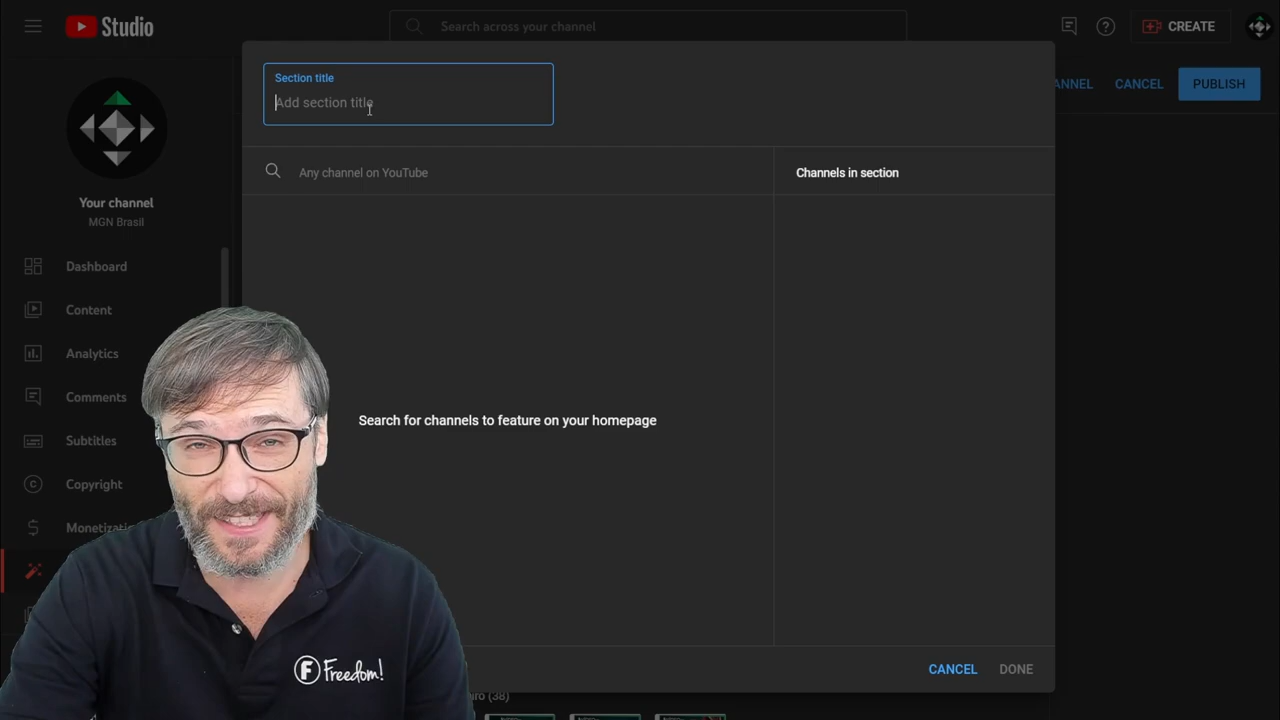 Studio
Search across your channel
CREATE
Section title
Add section title
ANNEL
CANCEL
PUBLISH
Any channel on YouTube
Channels in section
Your channel
MGN Brasil
Dashboard
Content
Analytics
Comments
Subtitles
Copyright
Monetizati
Search for channels to feature on your homepage
F Freedom!
CANCEL
DONE
iro (38)